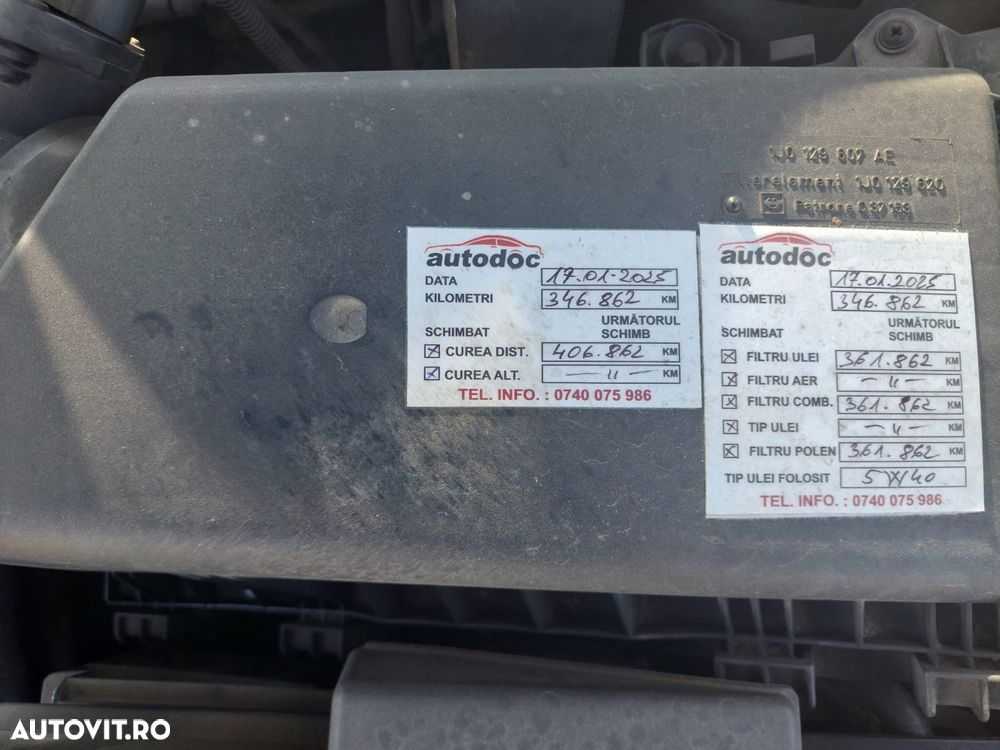 1J0 129 607 AE
Filterelement 1J0 129 620
Patrone C 37 153
autodoc
DATA 17.01-2025
KILOMETRI 346.862 KM
SCHIMBAT URMĂTORUL SCHIMB
CUREA DIST. 406.862 KM
CUREA ALT. — 〃 — KM
TEL. INFO. : 0740 075 986
autodoc
DATA 17.01.2025
KILOMETRI 346.862 KM
SCHIMBAT URMĂTORUL SCHIMB
FILTRU ULEI 361.862 KM
FILTRU AER — 〃 — KM
FILTRU COMB. 361.862 KM
TIP ULEI — 〃 — KM
FILTRU POLEN 361.862 KM
TIP ULEI FOLOSIT 5W40
TEL. INFO. : 0740 075 986
AUTOVIT.RO